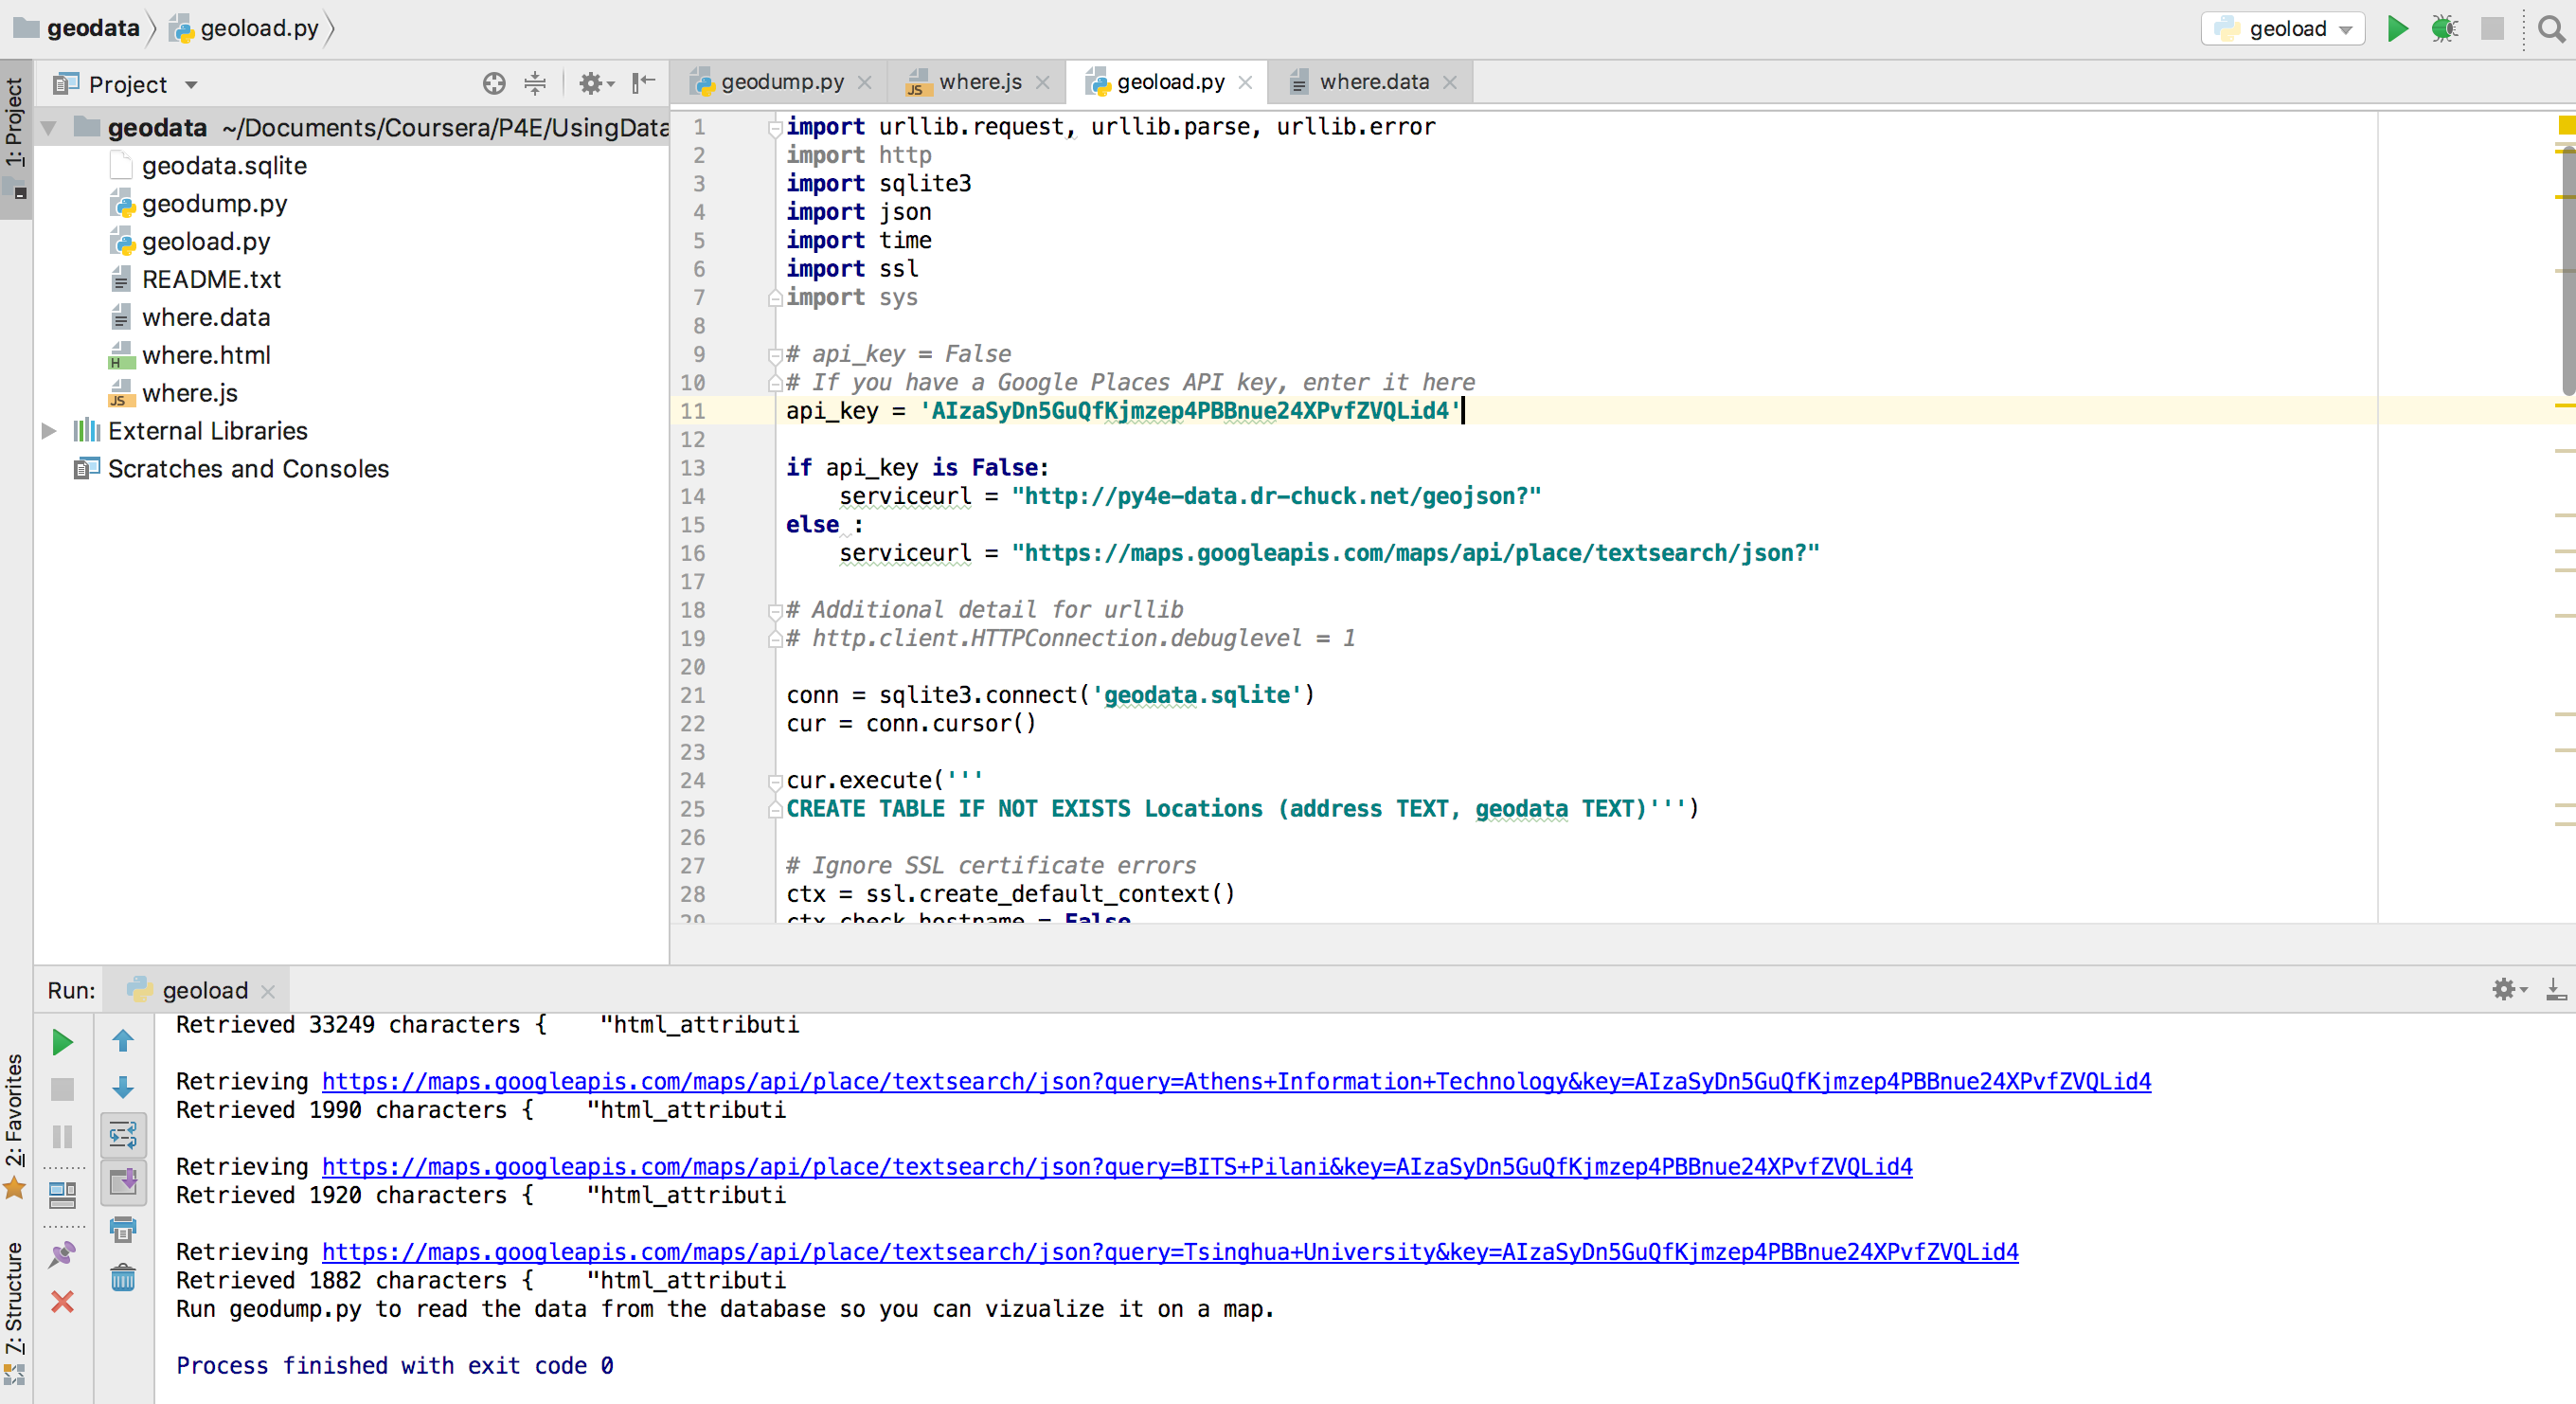 geodata
geoload.py
geoload
1: Project
Project
geodata ~/Documents/Coursera/P4E/UsingData
geodata.sqlite
geodump.py
geoload.py
README.txt
where.data
where.html
where.js
External Libraries
Scratches and Consoles
geodump.py
where.js
geoload.py
where.data
1 import urllib.request, urllib.parse, urllib.error
2 import http
3 import sqlite3
4 import json
5 import time
6 import ssl
7 import sys
8
9 # api_key = False
10 # If you have a Google Places API key, enter it here
11 api_key = 'AIzaSyDn5GuQfKjmzep4PBBnue24XPvfZVQLid4'
12
13 if api_key is False:
14     serviceurl = "http://py4e-data.dr-chuck.net/geojson?"
15 else :
16     serviceurl = "https://maps.googleapis.com/maps/api/place/textsearch/json?"
17
18 # Additional detail for urllib
19 # http.client.HTTPConnection.debuglevel = 1
20
21 conn = sqlite3.connect('geodata.sqlite')
22 cur = conn.cursor()
23
24 cur.execute('''
25 CREATE TABLE IF NOT EXISTS Locations (address TEXT, geodata TEXT)''')
26
27 # Ignore SSL certificate errors
28 ctx = ssl.create_default_context()
29 ctx.check_hostname = False
Run: geoload
Retrieved 33249 characters {    "html_attributi
Retrieving https://maps.googleapis.com/maps/api/place/textsearch/json?query=Athens+Information+Technology&key=AIzaSyDn5GuQfKjmzep4PBBnue24XPvfZVQLid4
Retrieved 1990 characters {    "html_attributi
Retrieving https://maps.googleapis.com/maps/api/place/textsearch/json?query=BITS+Pilani&key=AIzaSyDn5GuQfKjmzep4PBBnue24XPvfZVQLid4
Retrieved 1920 characters {    "html_attributi
Retrieving https://maps.googleapis.com/maps/api/place/textsearch/json?query=Tsinghua+University&key=AIzaSyDn5GuQfKjmzep4PBBnue24XPvfZVQLid4
Retrieved 1882 characters {    "html_attributi
Run geodump.py to read the data from the database so you can vizualize it on a map.
Process finished with exit code 0
2: Favorites
7: Structure